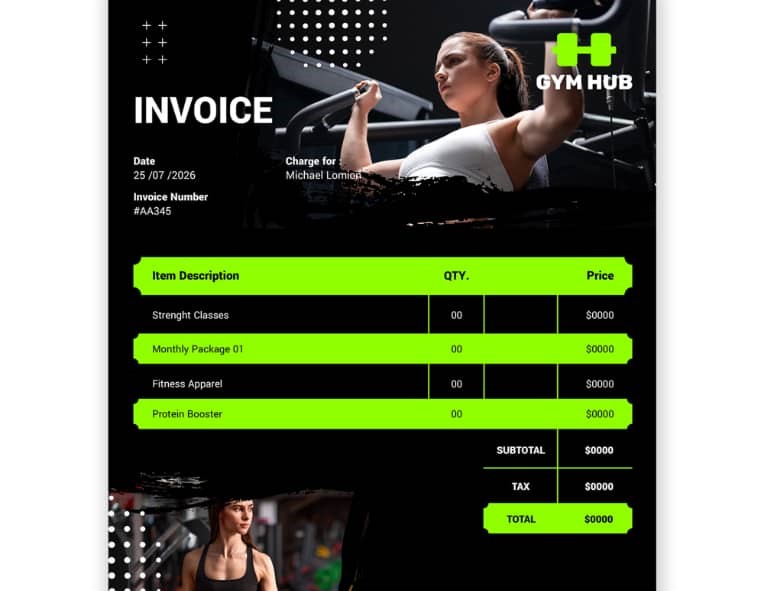 GYM HUB
INVOICE
Date
25 /07 /2026
Charge for :
Michael Lomion
Invoice Number
#AA345
Item Description QTY. Price
Strenght Classes 00 $0000
Monthly Package 01 00 $0000
Fitness Apparel 00 $0000
Protein Booster 00 $0000
SUBTOTAL $0000
TAX $0000
TOTAL $0000